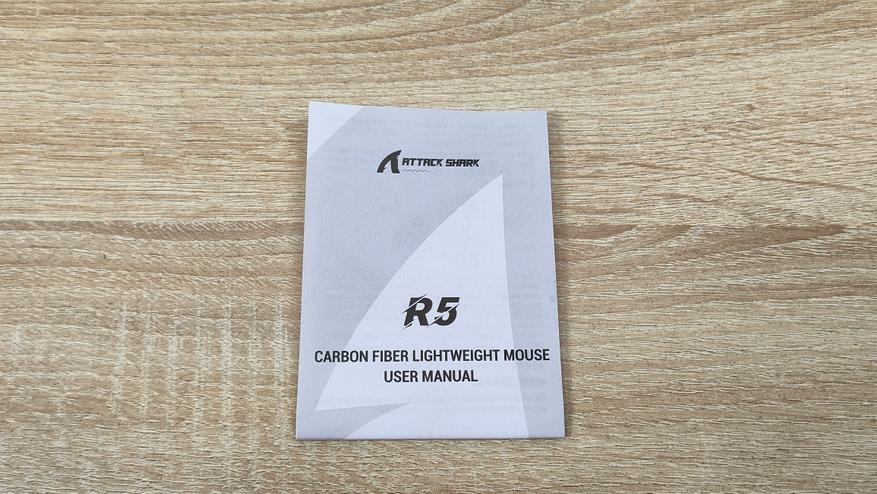 ATTACK SHARK
R5
CARBON FIBER LIGHTWEIGHT MOUSE
USER MANUAL